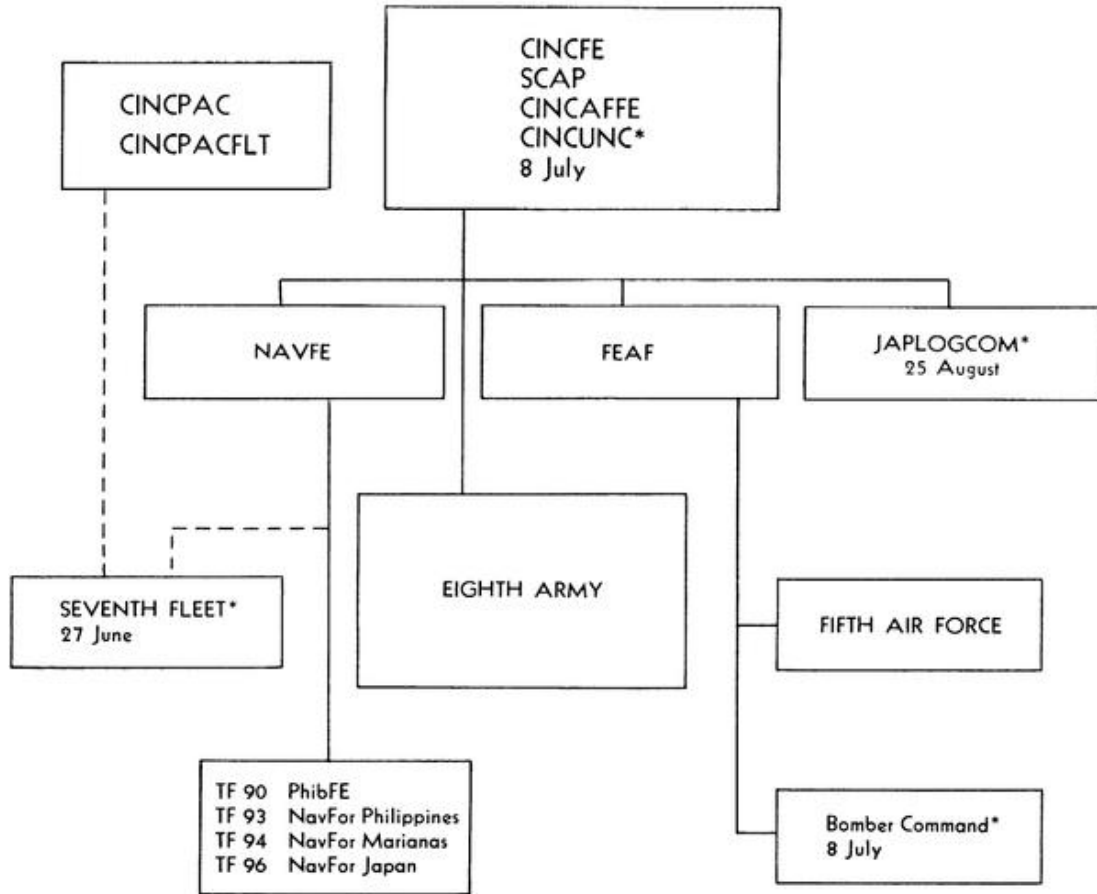 CINCPAC
CINCPACFLT
CINCFE
SCAP
CINCAFFE
CINCUNC*
8 July
NAVFE
FEAF
JAPLOGCOM*
25 August
SEVENTH FLEET*
27 June
EIGHTH ARMY
FIFTH AIR FORCE
TF 90 PhibFE
TF 93 NavFor Philippines
TF 94 NavFor Marianas
TF 96 NavFor Japan
Bomber Command*
8 July